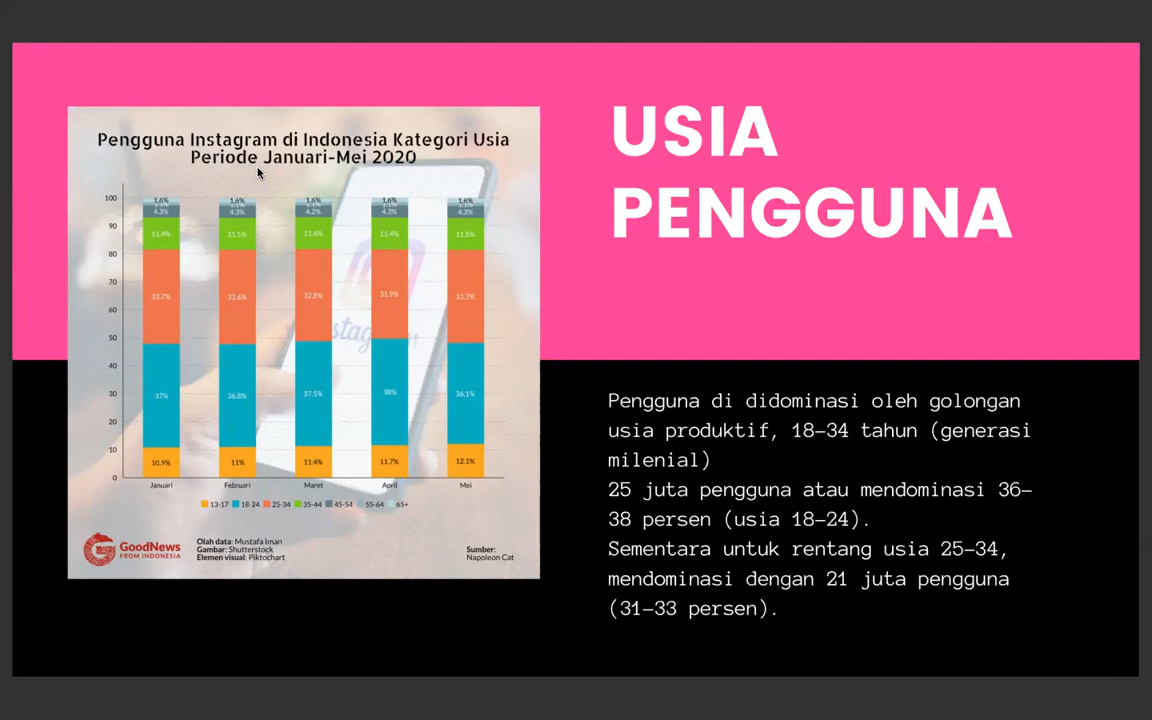 USIA
PENGGUNA
Pengguna Instagram di Indonesia Kategori Usia
Periode Januari-Mei 2020
100
90
80
70
60
50
40
30
20
10
0
1.6% 1.6% 1.6% 1.6% 1.6%
4.3% 4.3% 4.2% 4.3% 4.3%
11.4% 11.5% 11.4% 11.4% 11.5%
33.7% 33.6% 32.8% 31.9% 33.2%
37% 36.8% 37.5% 38% 36.1%
10.9% 11% 11.4% 11.7% 12.1%
Januari Februari Maret April Mei
13-17 18-24 25-34 35-44 45-54 55-64 65+
GoodNews
FROM INDONESIA
Olah data: Mustafa Iman
Gambar: Shutterstock
Elemen visual: Piktochart
Sumber:
Napoleon Cat
Pengguna di didominasi oleh golongan
usia produktif, 18-34 tahun (generasi
milenial)
25 juta pengguna atau mendominasi 36-
38 persen (usia 18-24).
Sementara untuk rentang usia 25-34,
mendominasi dengan 21 juta pengguna
(31-33 persen).